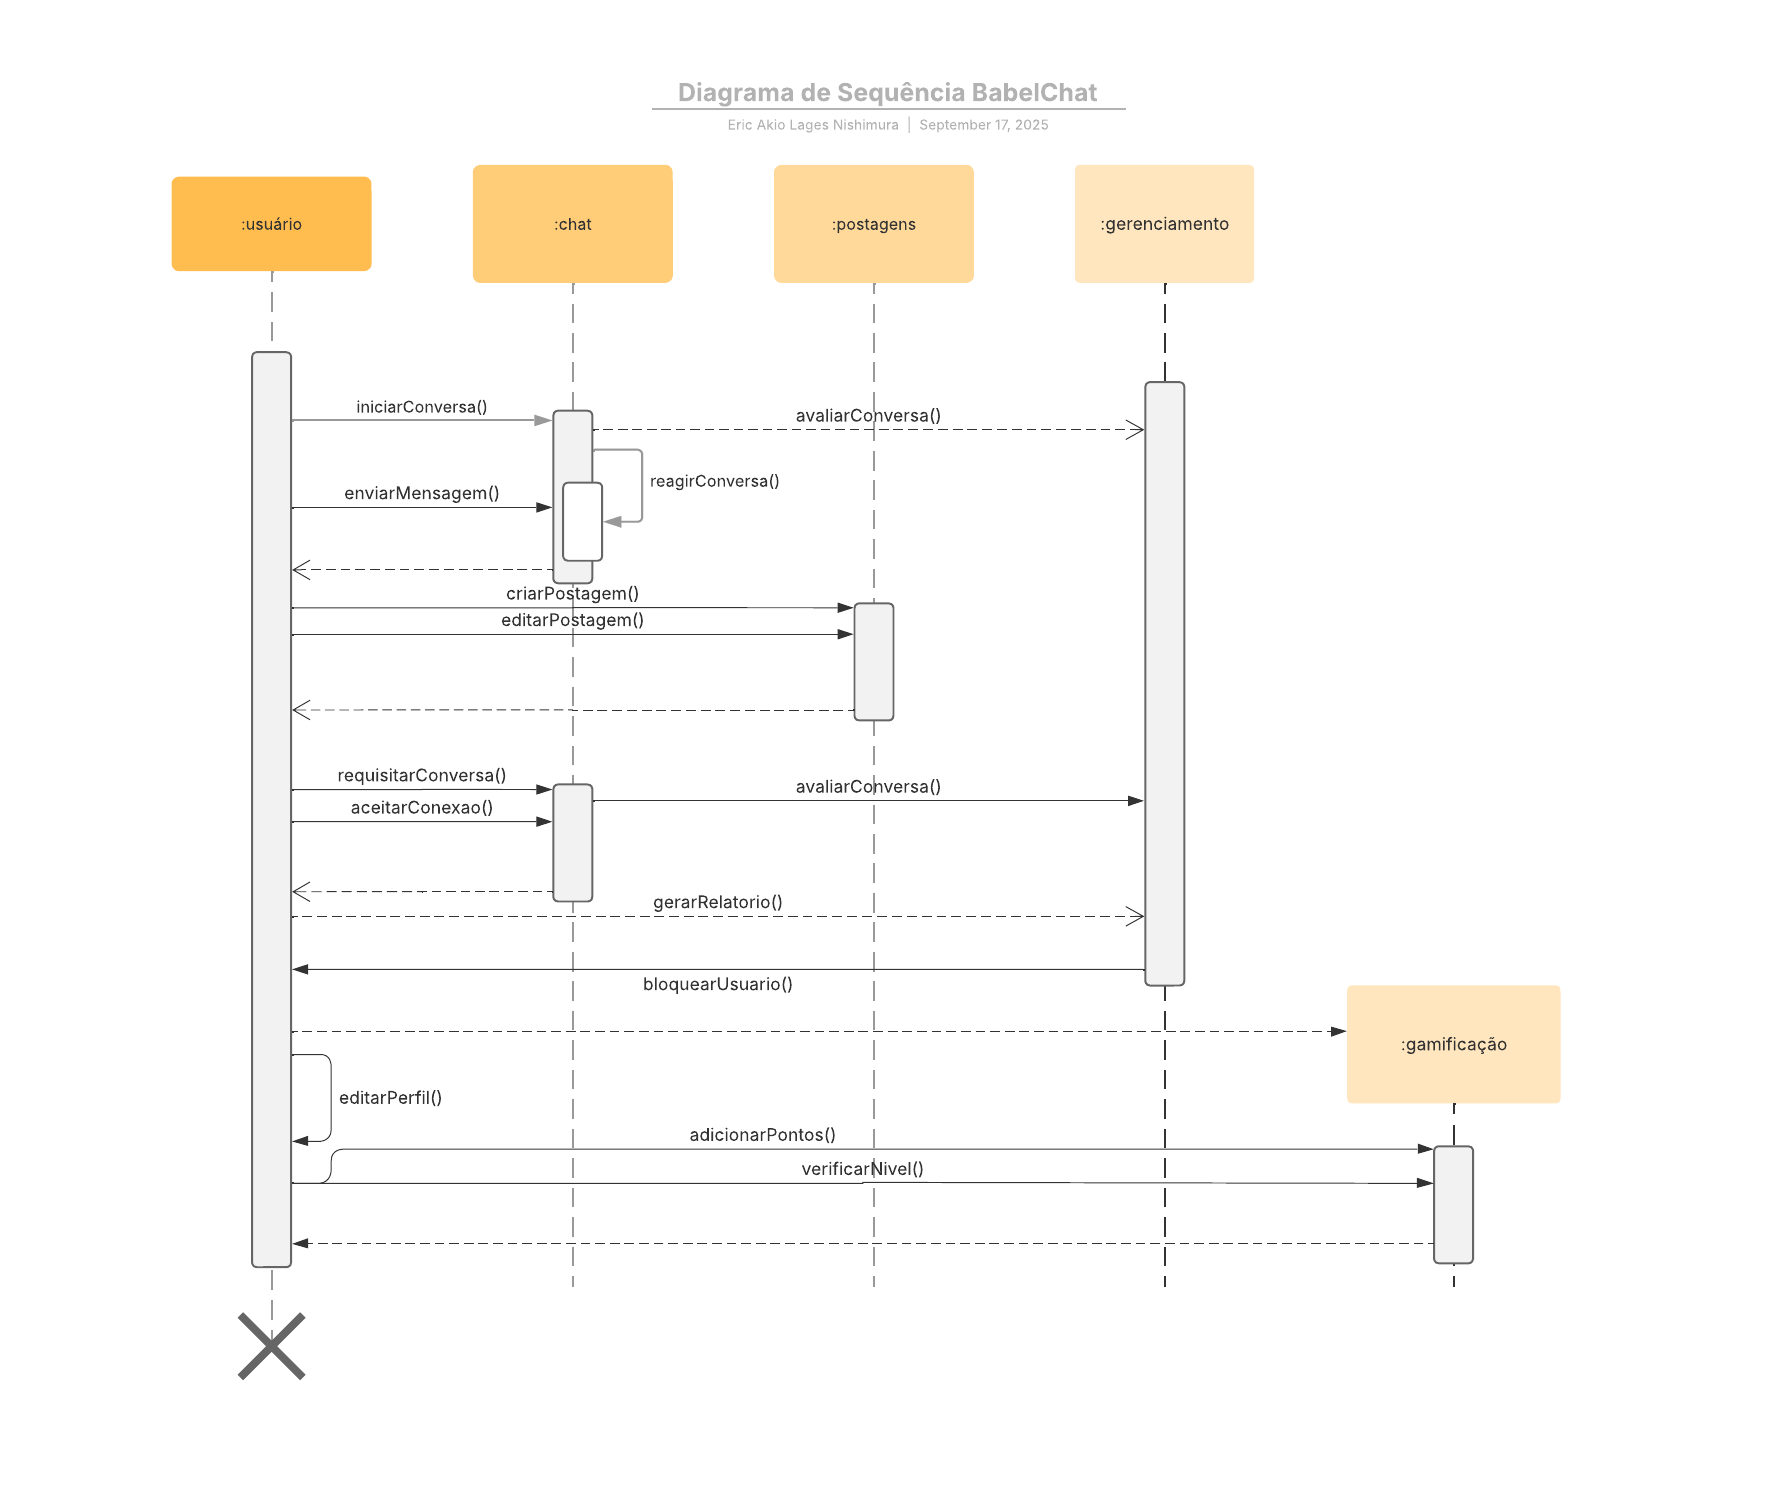 Diagrama de Sequência BabelChat
Eric Akio Lages Nishimura | September 17, 2025
:usuário
:chat
:postagens
:gerenciamento
iniciarConversa()
avaliarConversa()
reagirConversa()
enviarMensagem()
criarPostagem()
editarPostagem()
requisitarConversa()
avaliarConversa()
aceitarConexao()
gerarRelatorio()
bloquearUsuario()
:gamificação
editarPerfil()
adicionarPontos()
verificarNivel()